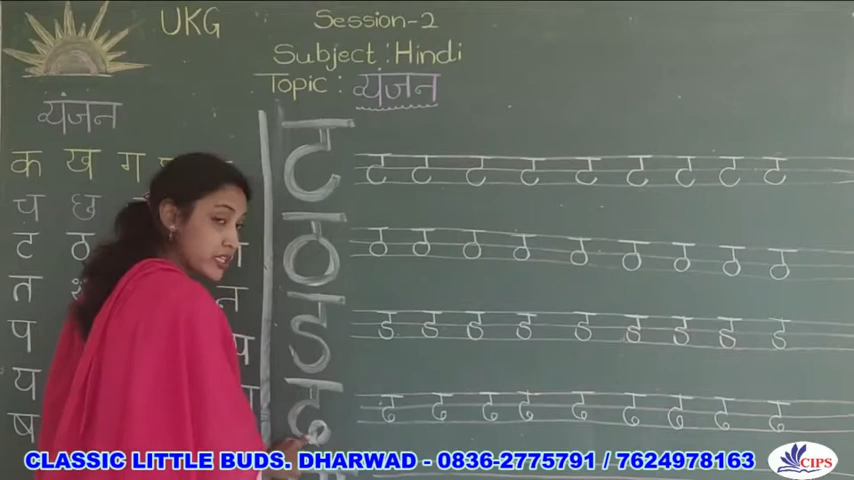 UKG
Session-2
Subject : Hindi
Topic : व्यंजन
व्यंजन
क ख ग
च छ
ट ठ
त
न
प
य
ष
ट ट ट ट ट ट ट ट ट ट
ठ ठ ठ ठ ठ ठ ठ ठ ठ ठ
ड ड ड ड ड ड ड ड ड ड
ढ ढ ढ ढ ढ ढ ढ ढ ढ ढ
CLASSIC LITTLE BUDS. DHARWAD - 0836-2775791 / 7624978163
CIPS